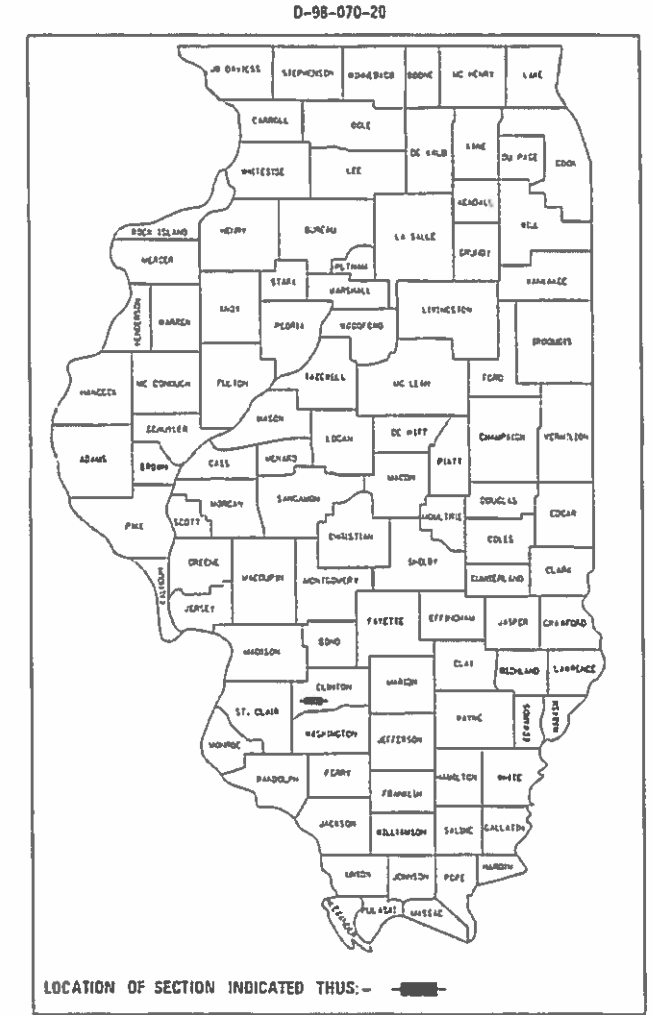 D-98-070-20
JO DAVIESS STEPHENSON WINNEBAGO BOONE MC HENRY LAKE
CARROLL OGLE
DE KALB KANE DU PAGE COOK
WHITESIDE LEE
KENDALL
ROCK ISLAND HENRY BUREAU LA SALLE WILL
MERCER PUTNAM GRUNDY
STARK MARSHALL KANKAKEE
HENDERSON WARREN KNOX PEORIA WOODFORD LIVINGSTON
IROQUOIS
HANCOCK MC DONOUGH FULTON TAZEWELL MC LEAN FORD
MASON
SCHUYLER LOGAN DE WITT CHAMPAIGN VERMILION
ADAMS BROWN CASS MENARD PIATT
MACON
PIKE SCOTT MORGAN SANGAMON MOULTRIE DOUGLAS EDGAR
CHRISTIAN COLES
CALHOUN GREENE MACOUPIN MONTGOMERY SHELBY CUMBERLAND CLARK
JERSEY
FAYETTE EFFINGHAM JASPER CRAWFORD
MADISON BOND
CLAY RICHLAND LAWRENCE
CLINTON MARION
ST. CLAIR WAYNE EDWARDS WABASH
WASHINGTON JEFFERSON
MONROE
RANDOLPH PERRY HAMILTON WHITE
FRANKLIN
JACKSON WILLIAMSON SALINE GALLATIN
UNION JOHNSON POPE HARDIN
ALEXANDER PULASKI MASSAC
LOCATION OF SECTION INDICATED THUS:-